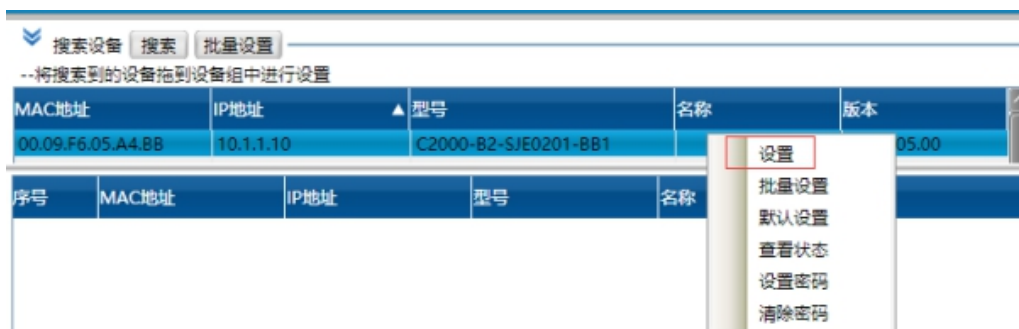 搜索设备 搜索 批量设置
--将搜索到的设备拖到设备组中进行设置
MAC地址 IP地址 ▲ 型号 名称 版本
00.09.F6.05.A4.BB 10.1.1.10 C2000-B2-SJE0201-BB1 05.00
设置
序号 MAC地址 IP地址 型号 名称
批量设置
默认设置
查看状态
设置密码
清除密码